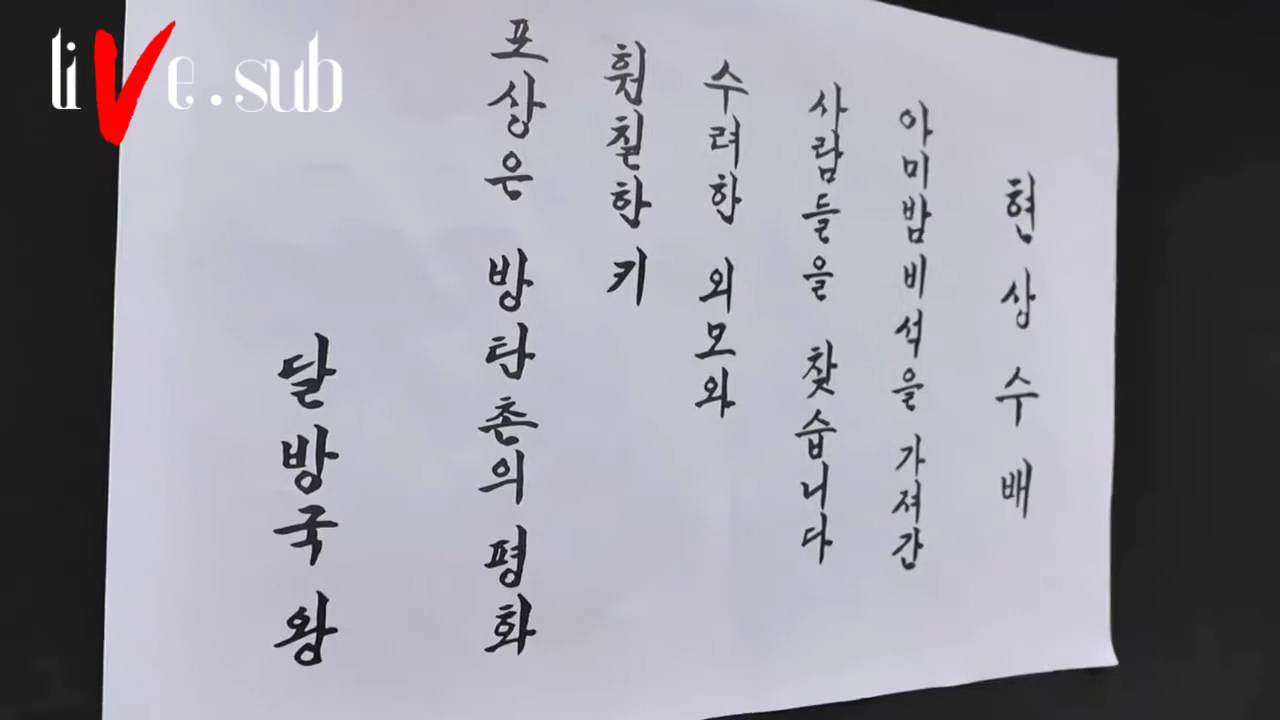 live.sub
현상수배
아미밤비석을 가져간
사람들을 찾습니다
수려한 외모와
훤칠한 키
포상은 방탄촌의 평화
달방국왕